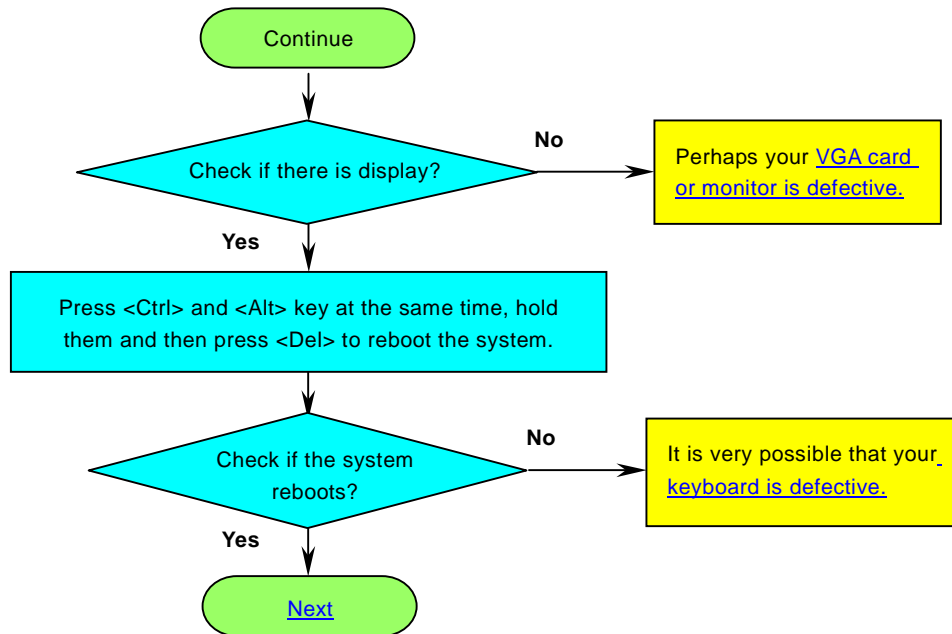 Continue
Check if there is display?
No
Perhaps your VGA card
or monitor is defective.
Yes
Press <Ctrl> and <Alt> key at the same time, hold
them and then press <Del> to reboot the system.
Check if the system
reboots?
No
It is very possible that your
keyboard is defective.
Yes
Next